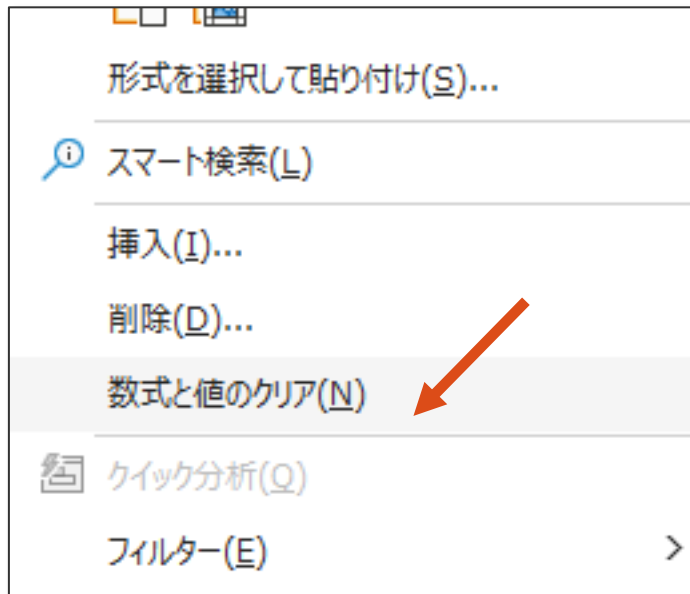 形式を選択して貼り付け(S)...
スマート検索(L)
挿入(I)...
削除(D)...
数式と値のクリア(N)
クイック分析(Q)
フィルター(E)